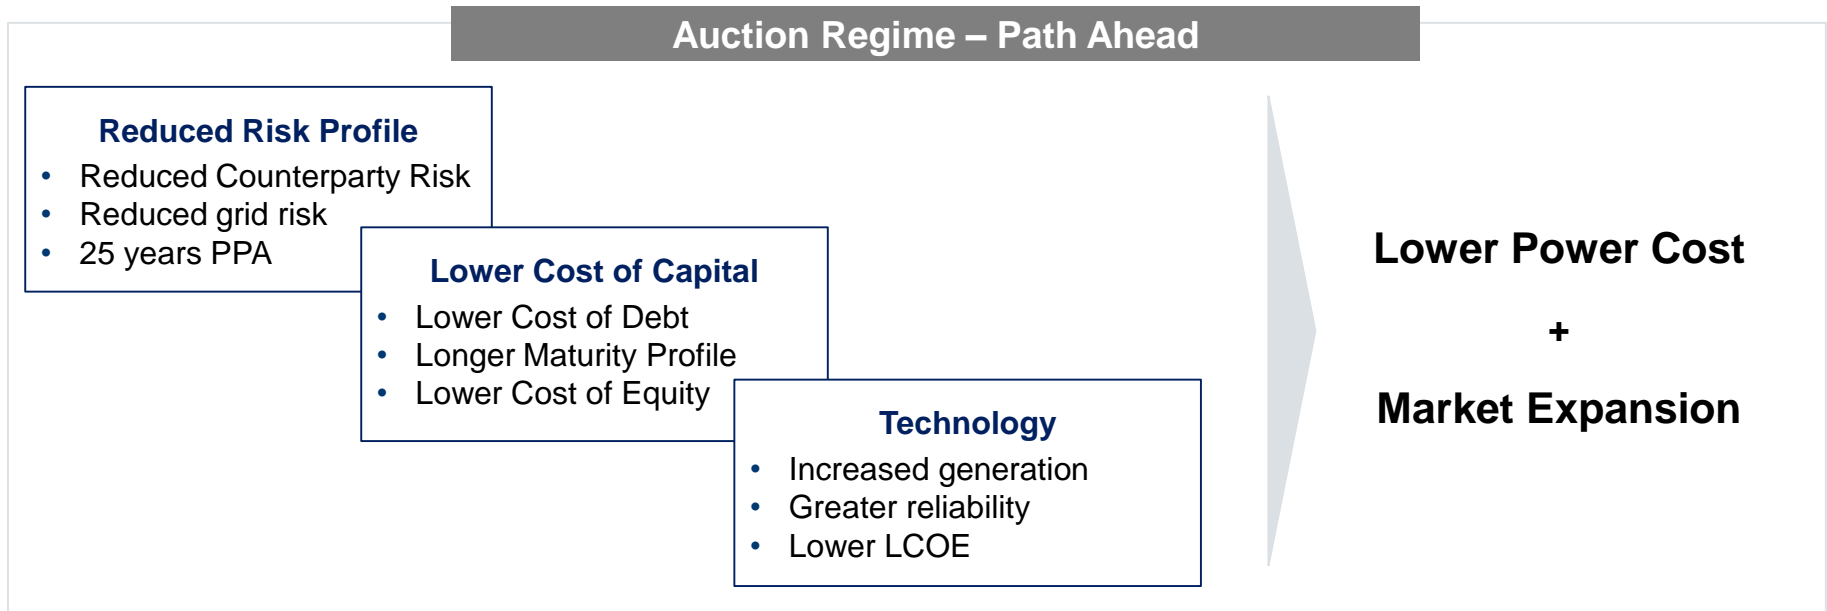 Auction Regime – Path Ahead
Reduced Risk Profile
• Reduced Counterparty Risk
• Reduced grid risk
• 25 years PPA
Lower Cost of Capital
• Lower Cost of Debt
• Longer Maturity Profile
• Lower Cost of Equity
Technology
• Increased generation
• Greater reliability
• Lower LCOE
Lower Power Cost
+
Market Expansion